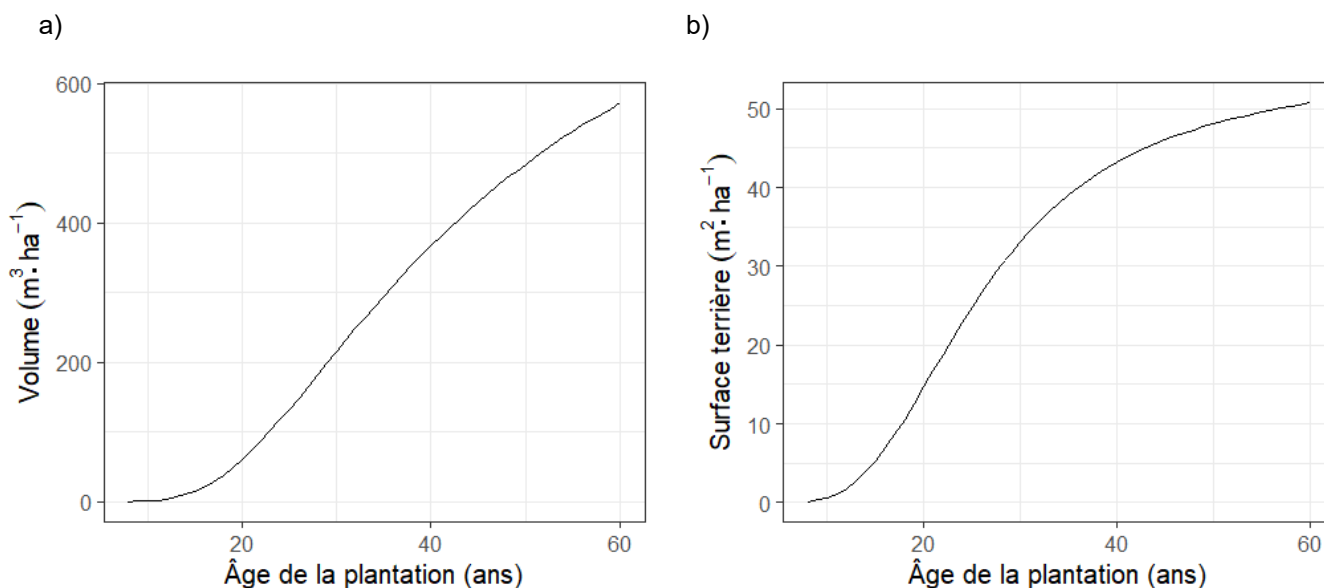 a)
600
400
200
0
Volume (m³• ha⁻¹)
20 40 60
Âge de la plantation (ans)
b)
50
40
30
20
10
0
Surface terrière (m²• ha⁻¹)
20 40 60
Âge de la plantation (ans)